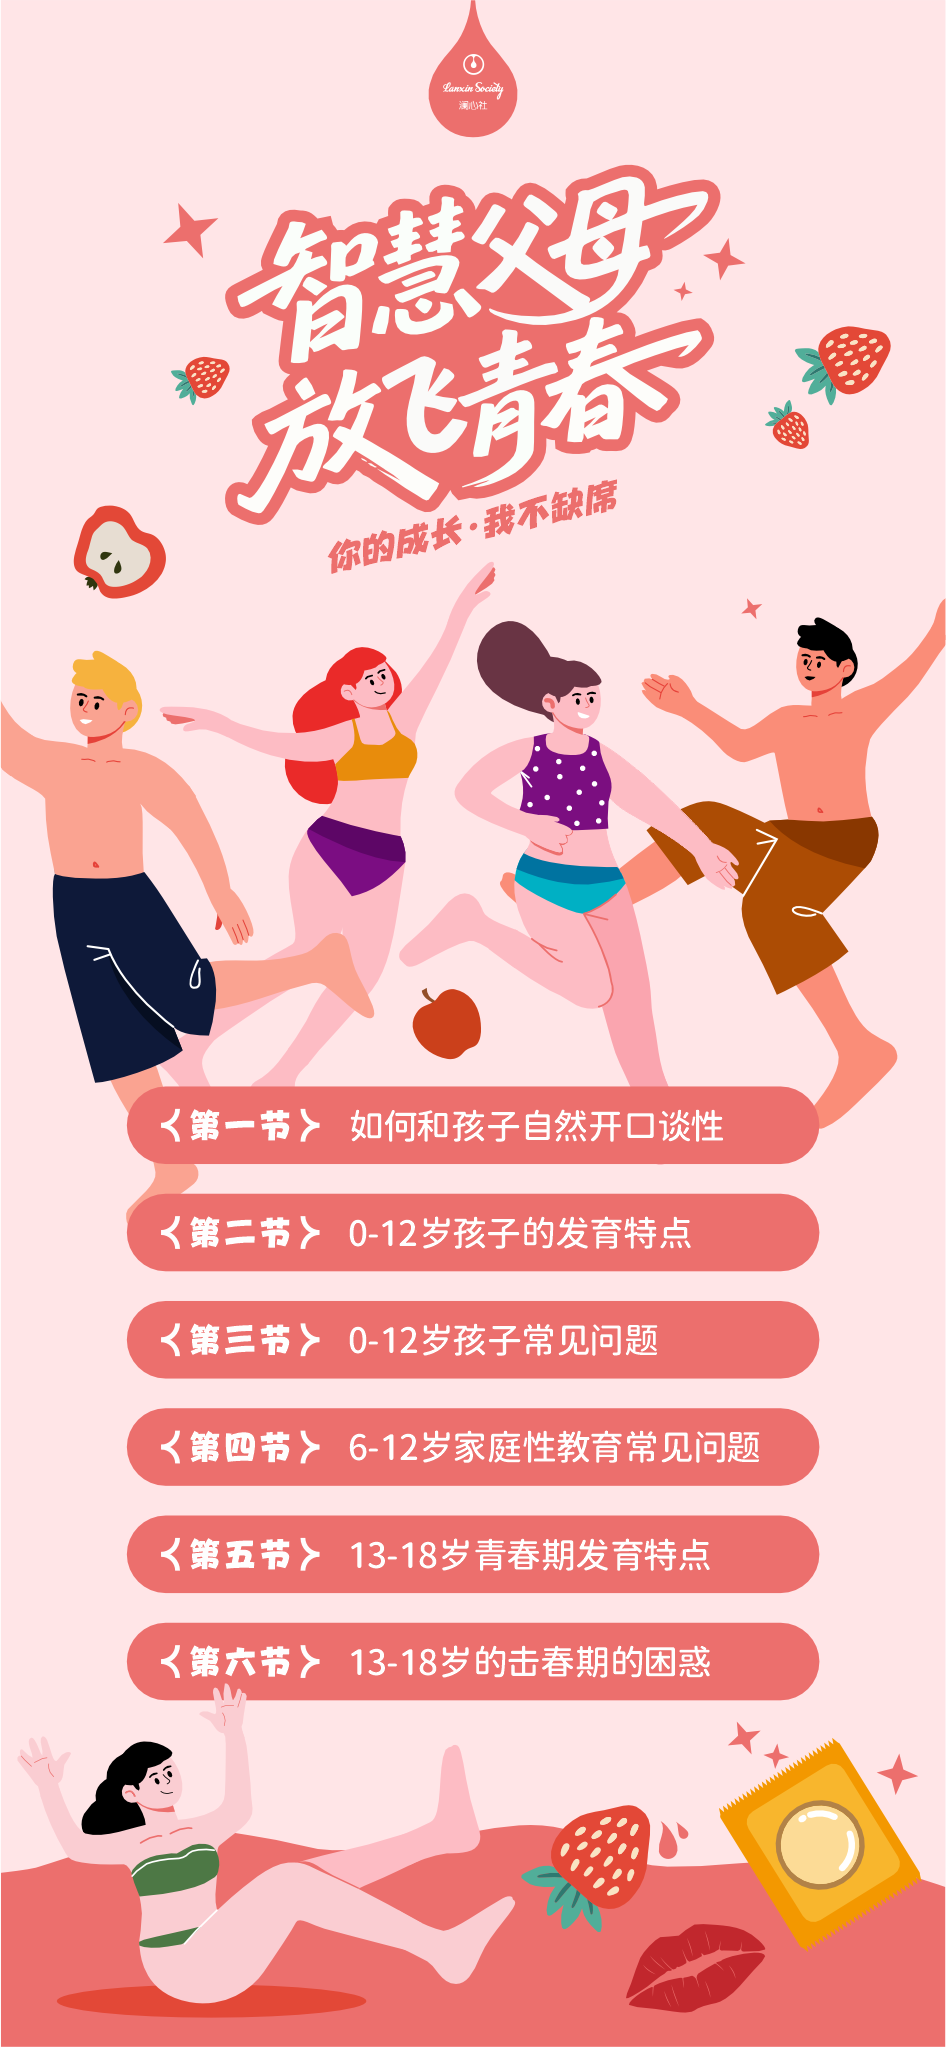 Lanxin Society
澜心社
智慧父母
放飞青春
你的成长·我不缺席
第一节 如何和孩子自然开口谈性
第二节 0-12岁孩子的发育特点
第三节 0-12岁孩子常见问题
第四节 6-12岁家庭性教育常见问题
第五节 13-18岁青春期发育特点
第六节 13-18岁的击春期的困惑